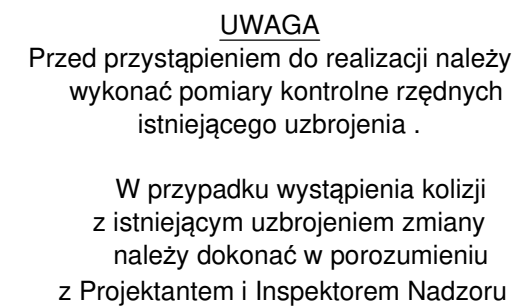 UWAGA
Przed przystąpieniem do realizacji należy
wykonać pomiary kontrolne rzędnych
istniejącego uzbrojenia .
W przypadku wystąpienia kolizji
z istniejącym uzbrojeniem zmiany
należy dokonać w porozumieniu
z Projektantem i Inspektorem Nadzoru